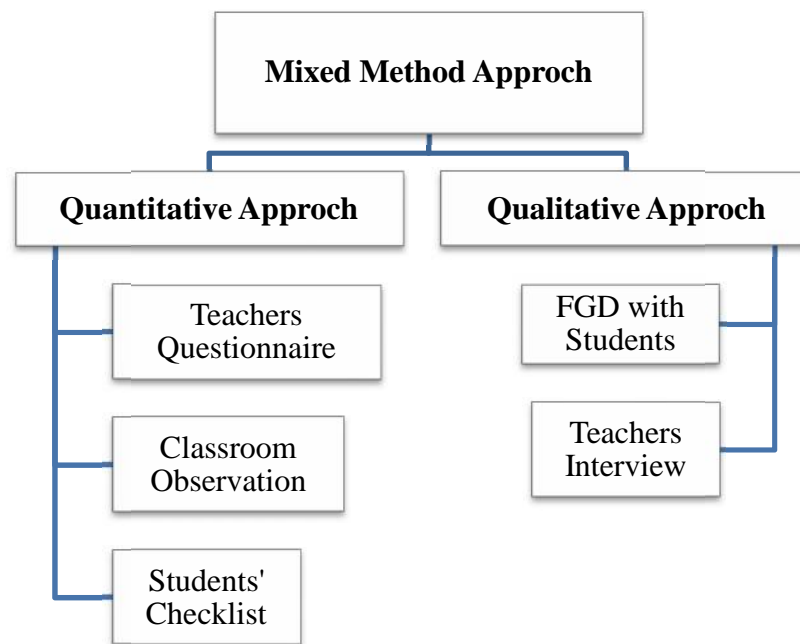 Mixed Method Approch
Quantitative Approch
Qualitative Approch
Teachers
Questionnaire
Classroom
Observation
Students'
Checklist
FGD with
Students
Teachers
Interview